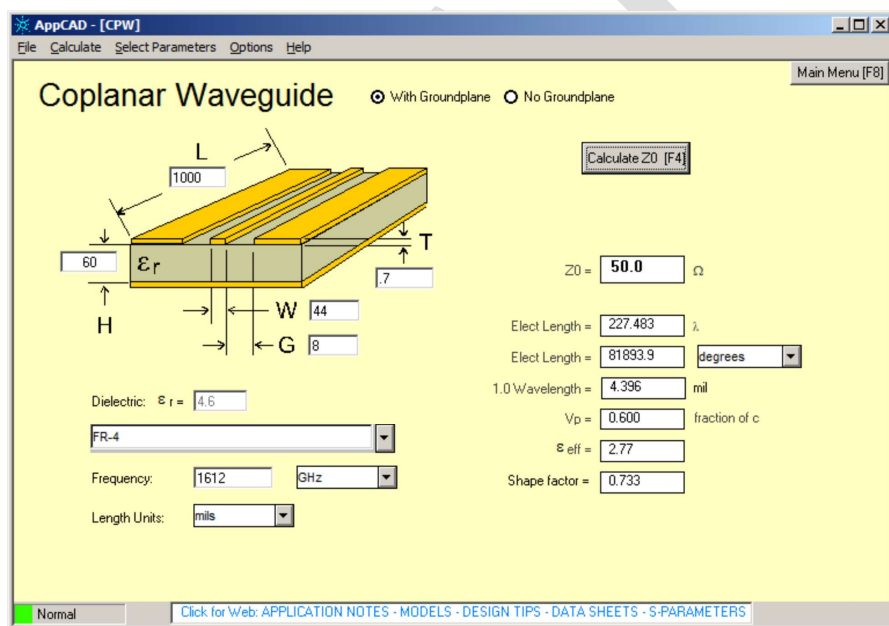 AppCAD - [CPW]
File Calculate Select Parameters Options Help
Main Menu [F8]
Coplanar Waveguide With Groundplane No Groundplane
Calculate Z0 [F4]
L
1000
60 εr T
.7
H
W 44
G 8
Z0 = 50.0 Ω
Elect Length = 227.483 λ
Elect Length = 81893.9 degrees
1.0 Wavelength = 4.396 mil
Vp = 0.600 fraction of c
ε eff = 2.77
Shape factor = 0.733
Dielectric: ε r = 4.6
FR-4
Frequency: 1612 GHz
Length Units: mils
Normal Click for Web: APPLICATION NOTES - MODELS - DESIGN TIPS - DATA SHEETS - S-PARAMETERS